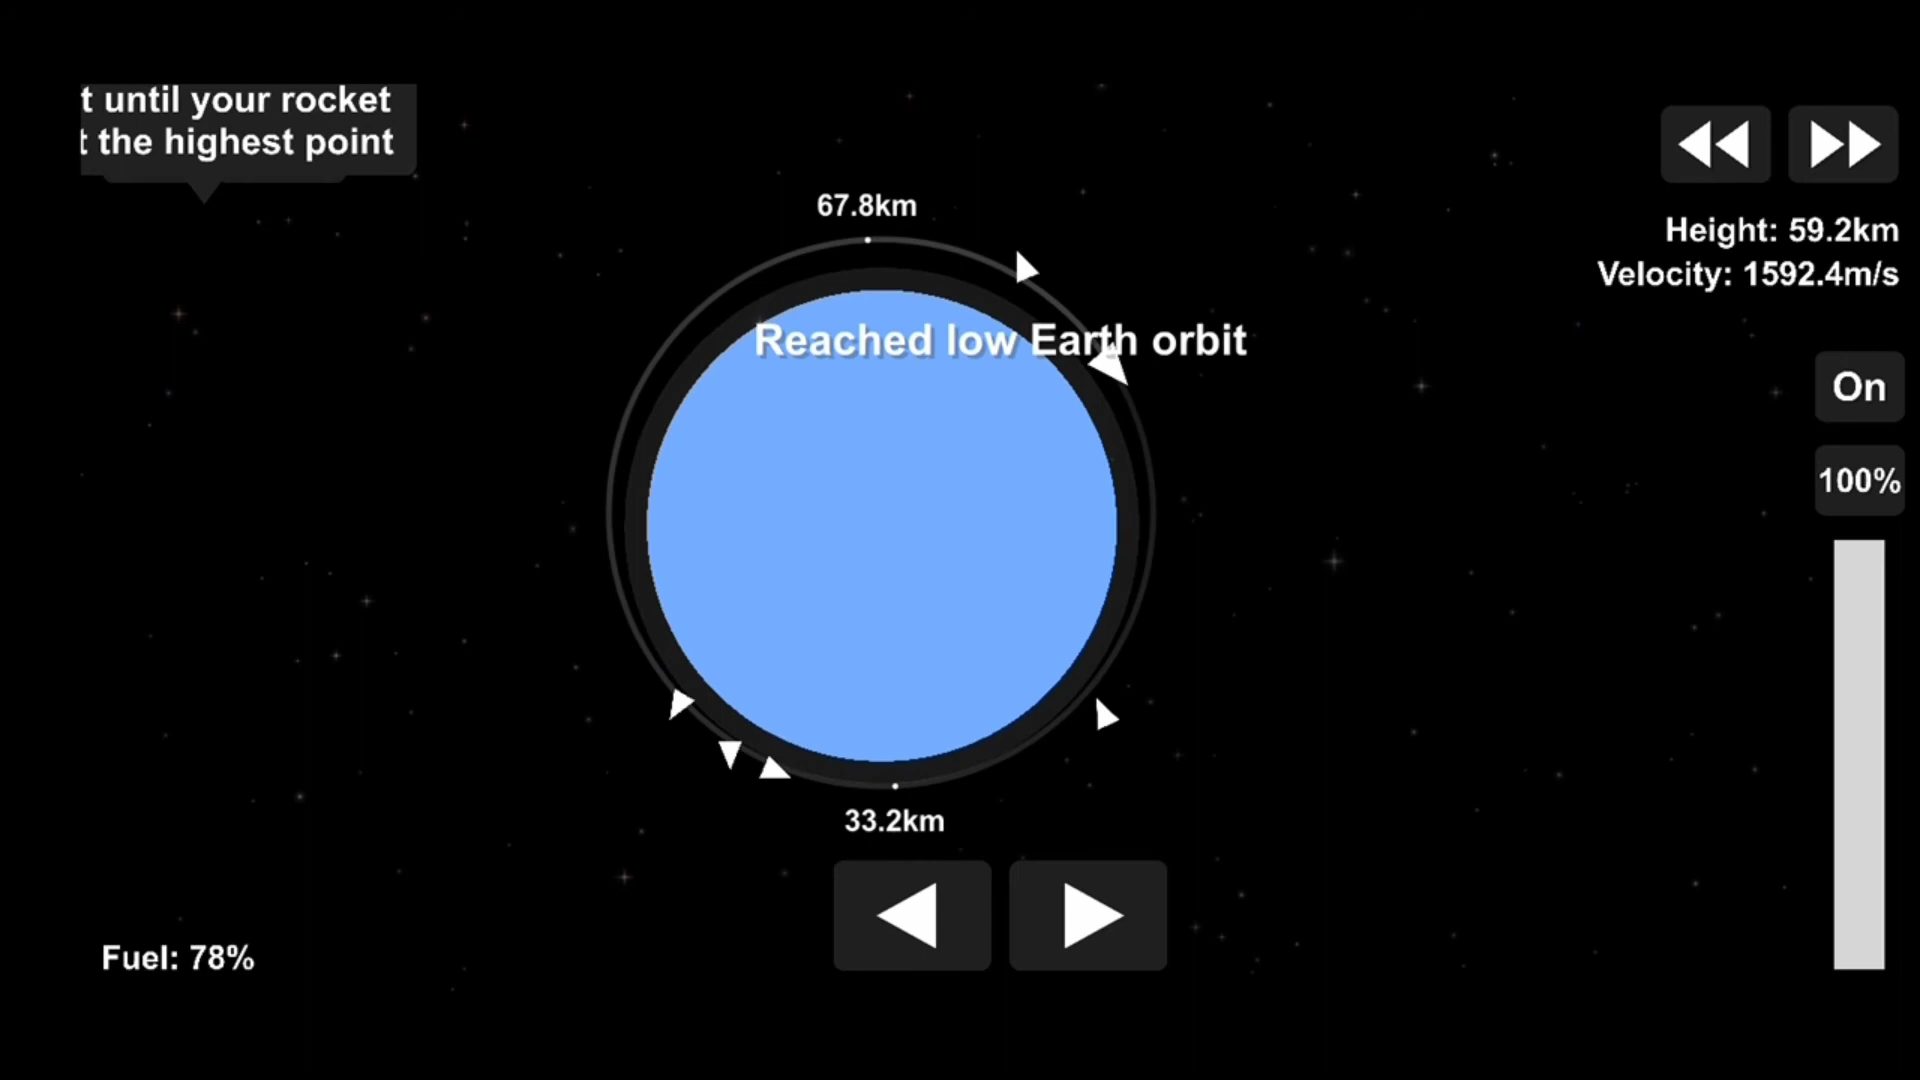 t until your rocket
t the highest point
67.8km
Height: 59.2km
Velocity: 1592.4m/s
Reached low Earth orbit
On
100%
33.2km
Fuel: 78%